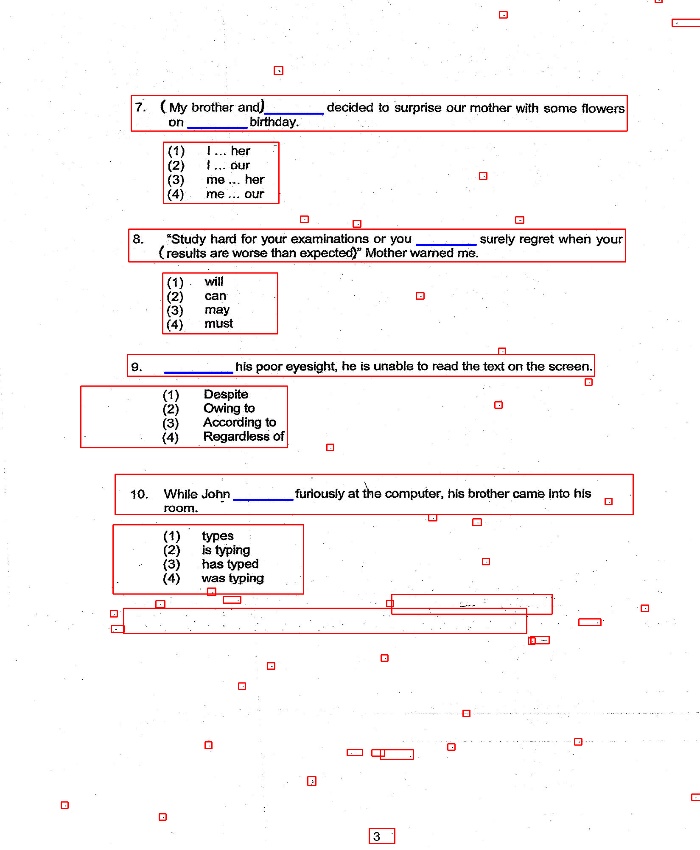 7. (My brother and) ________ decided to surprise our mother with some flowers
on ________ birthday.
(1) I ... her
(2) I ... our
(3) me ... her
(4) me ... our
8. "Study hard for your examinations or you ________ surely regret when your
(results are worse than expected)" Mother warned me.
(1) will
(2) can
(3) may
(4) must
9. ________ his poor eyesight, he is unable to read the text on the screen.
(1) Despite
(2) Owing to
(3) According to
(4) Regardless of
10. While John ________ furiously at the computer, his brother came into his
room.
(1) types
(2) is typing
(3) has typed
(4) was typing
3